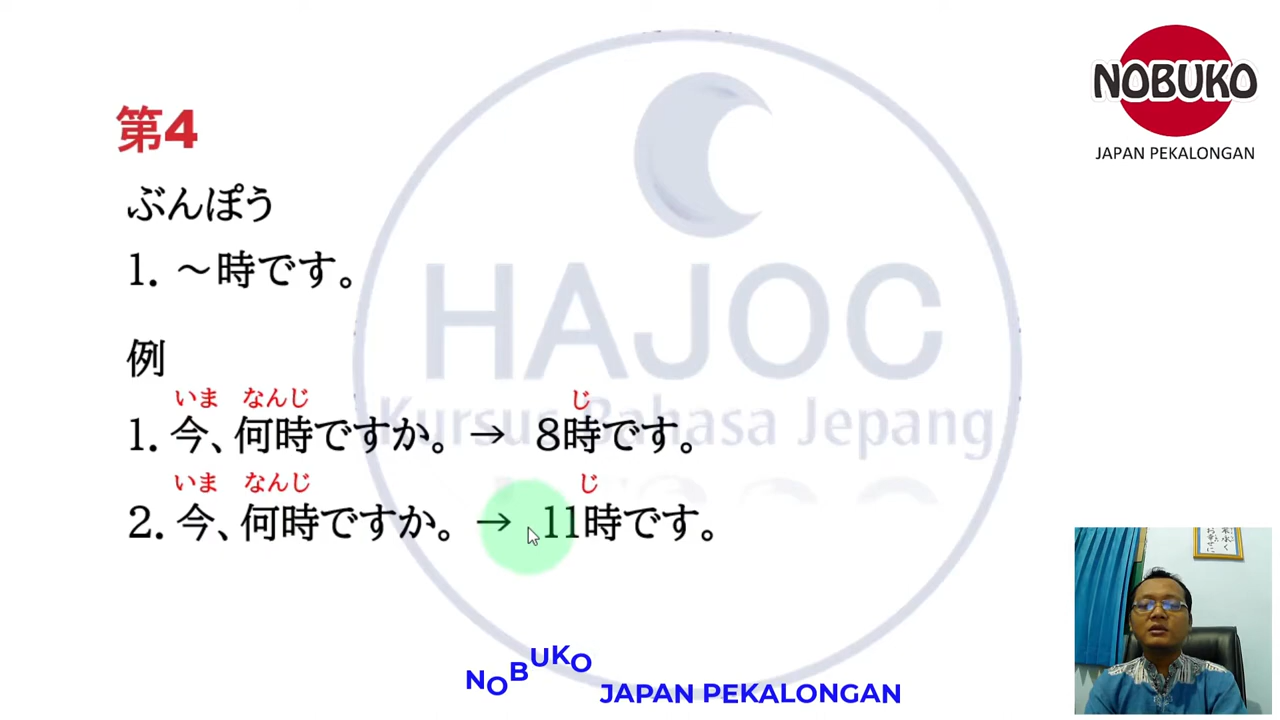 NOBUKO
JAPAN PEKALONGAN
第4
ぶんぽう
1. ～時です。
例
いま なんじ じ
1. 今、何時ですか。→ 8時です。
いま なんじ じ
2. 今、何時ですか。→ 11時です。
HAJOC
Kursus Bahasa Jepang
NOBUKO JAPAN PEKALONGAN